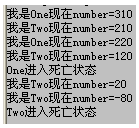 我是One现在number=310
我是Two现在number=210
我是One现在number=220
我是Two现在number=120
One进入死亡状态
我是Two现在number=20
我是Two现在number=-80
Two进入死亡状态